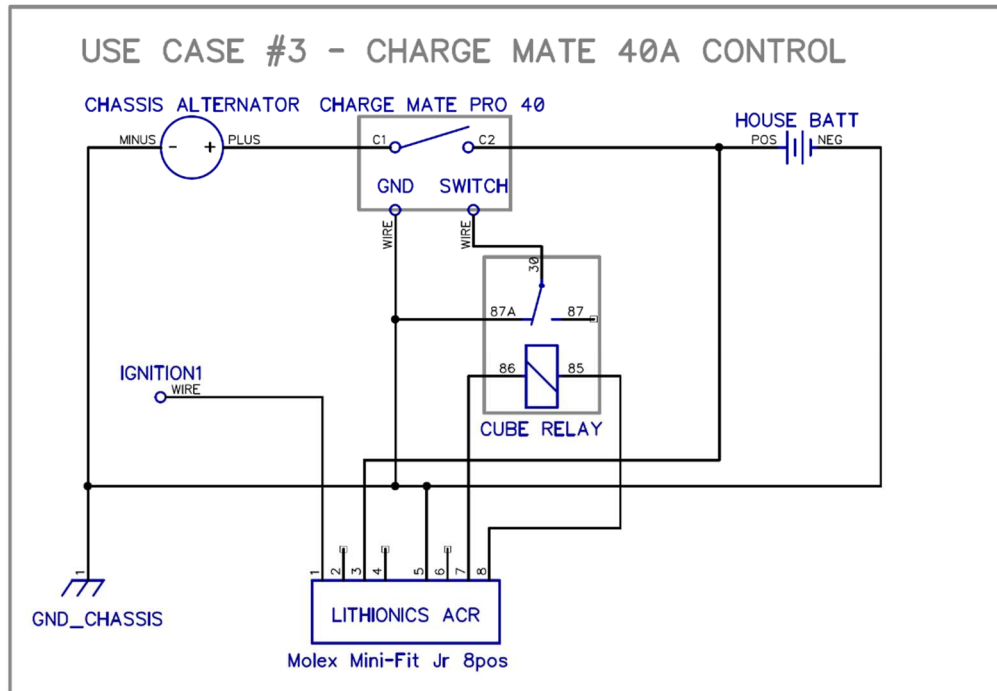 USE CASE #3 - CHARGE MATE 40A CONTROL
CHASSIS ALTERNATOR
CHARGE MATE PRO 40
HOUSE BATT
MINUS
-
+
PLUS
C1
C2
POS
NEG
GND
SWITCH
WIRE
WIRE
30
87A
87
86
85
CUBE RELAY
IGNITION1
WIRE
1
GND_CHASSIS
1
2
3
4
5
6
7
8
LITHIONICS ACR
Molex Mini-Fit Jr 8pos